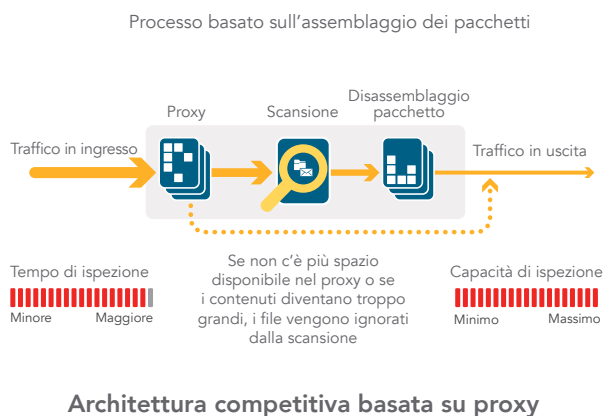 Processo basato sull'assemblaggio dei pacchetti
Proxy
Scansione
Disassemblaggio
pacchetto
Traffico in ingresso
Traffico in uscita
Se non c'è più spazio
disponibile nel proxy o se
i contenuti diventano troppo
grandi, i file vengono ignorati
dalla scansione
Tempo di ispezione
Minore
Maggiore
Capacità di ispezione
Minimo
Massimo
Architettura competitiva basata su proxy